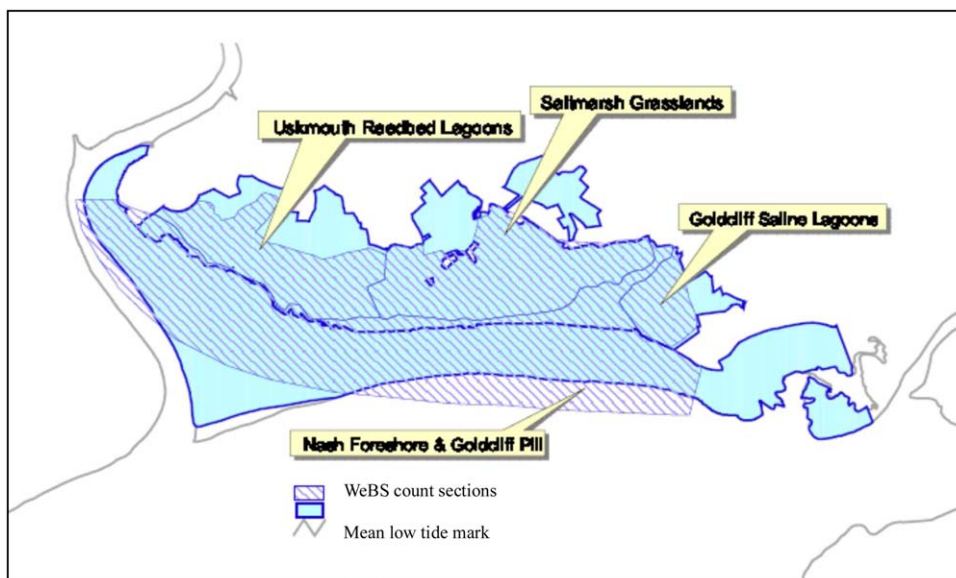 Saltmarsh Grasslands
Uskmouth Reedbed Lagoons
Goldcliff Saline Lagoons
Nash Foreshore & Goldcliff Pill
WeBS count sections
Mean low tide mark